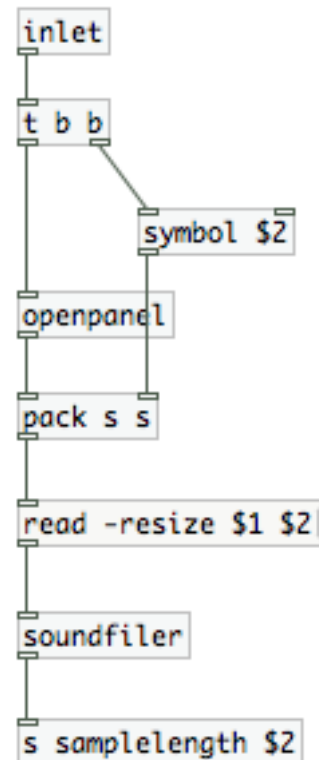 inlet
t b b
symbol $2
openpanel
pack s s
read -resize $1 $2
soundfiler
s samplelength $2